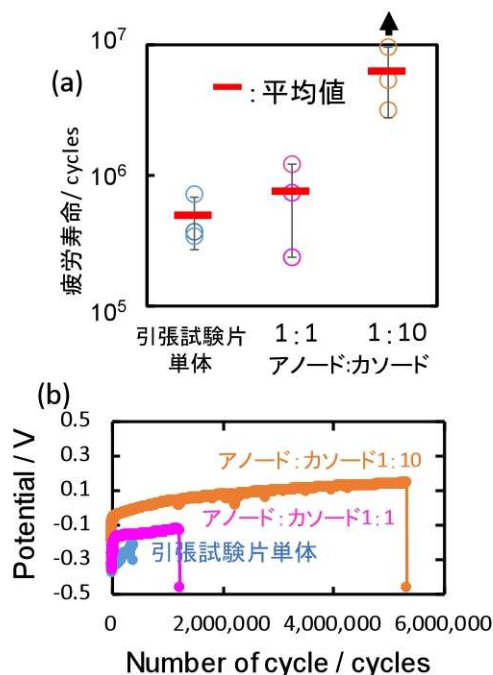 (a)
10⁷
10⁶
10⁵
疲労寿命/ cycles
:平均値
引張試験片
単体
1:1
1:10
アノード:カソード
(b)
Potential / V
0.5
0.3
0.1
-0.1
-0.3
-0.5
アノード:カソード1:10
アノード:カソード1:1
引張試験片単体
0
2,000,000
4,000,000
6,000,000
Number of cycle / cycles